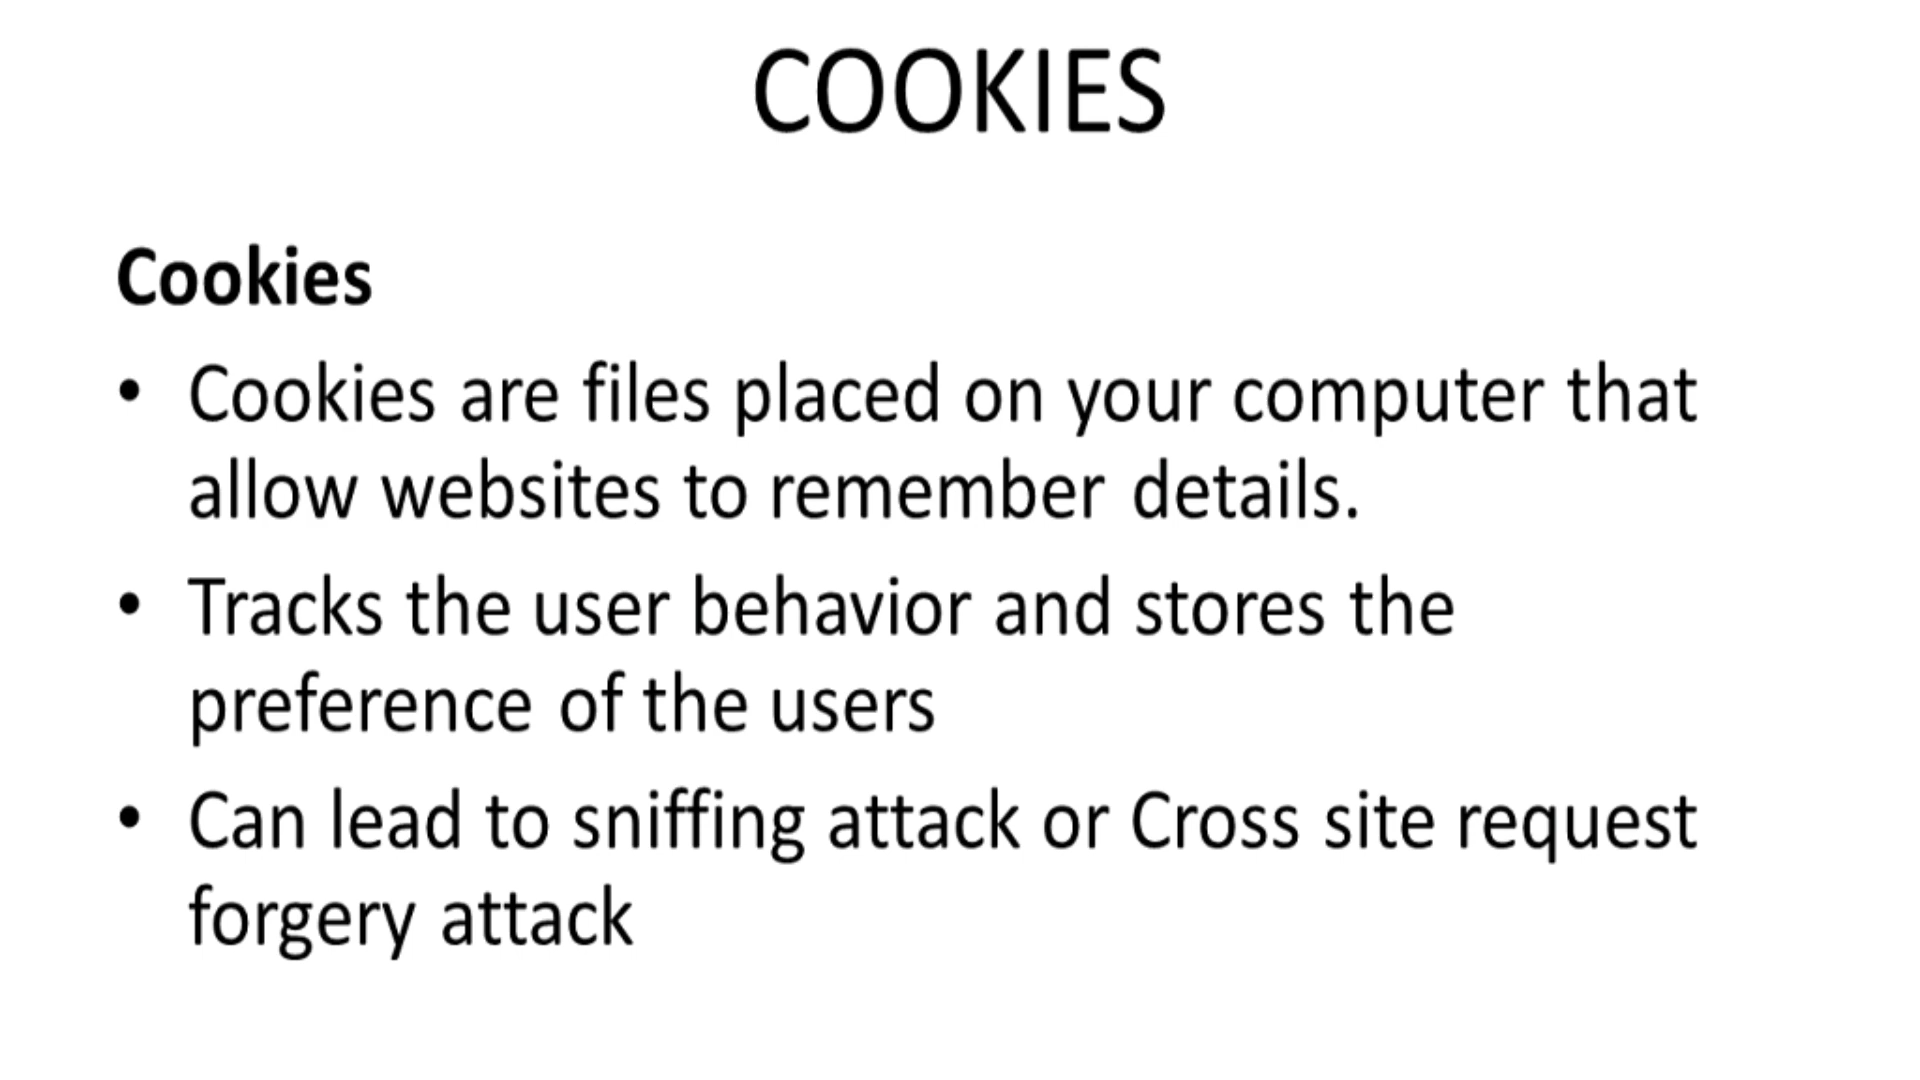 COOKIES
Cookies
• Cookies are files placed on your computer that
allow websites to remember details.
• Tracks the user behavior and stores the
preference of the users
• Can lead to sniffing attack or Cross site request
forgery attack